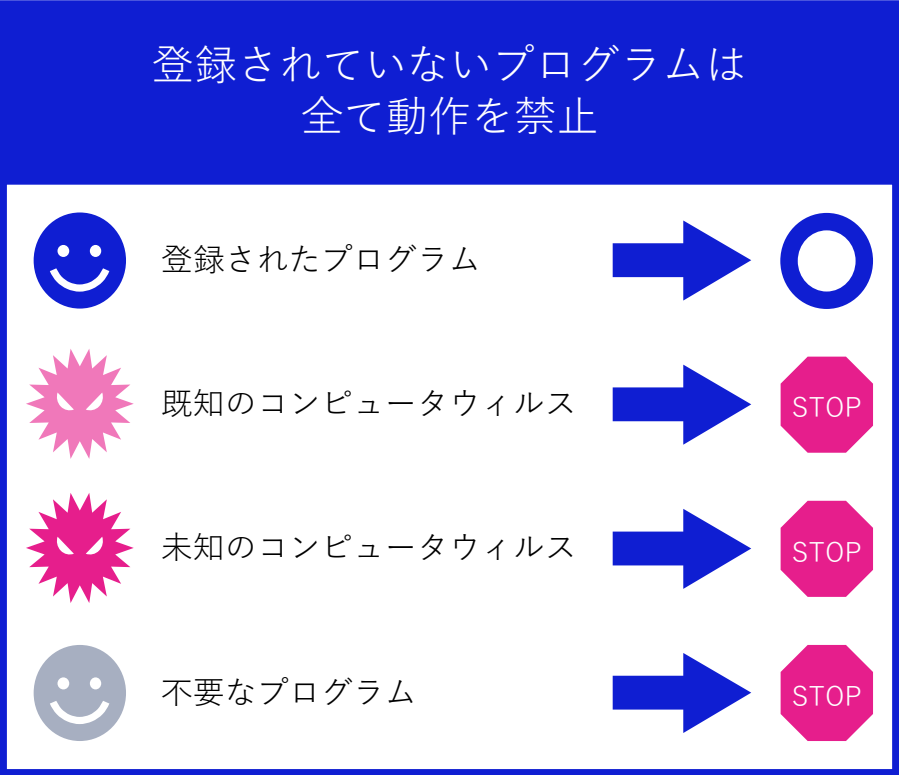 登録されていないプログラムは
全て動作を禁止
登録されたプログラム
既知のコンピュータウィルス
STOP
未知のコンピュータウィルス
STOP
不要なプログラム
STOP